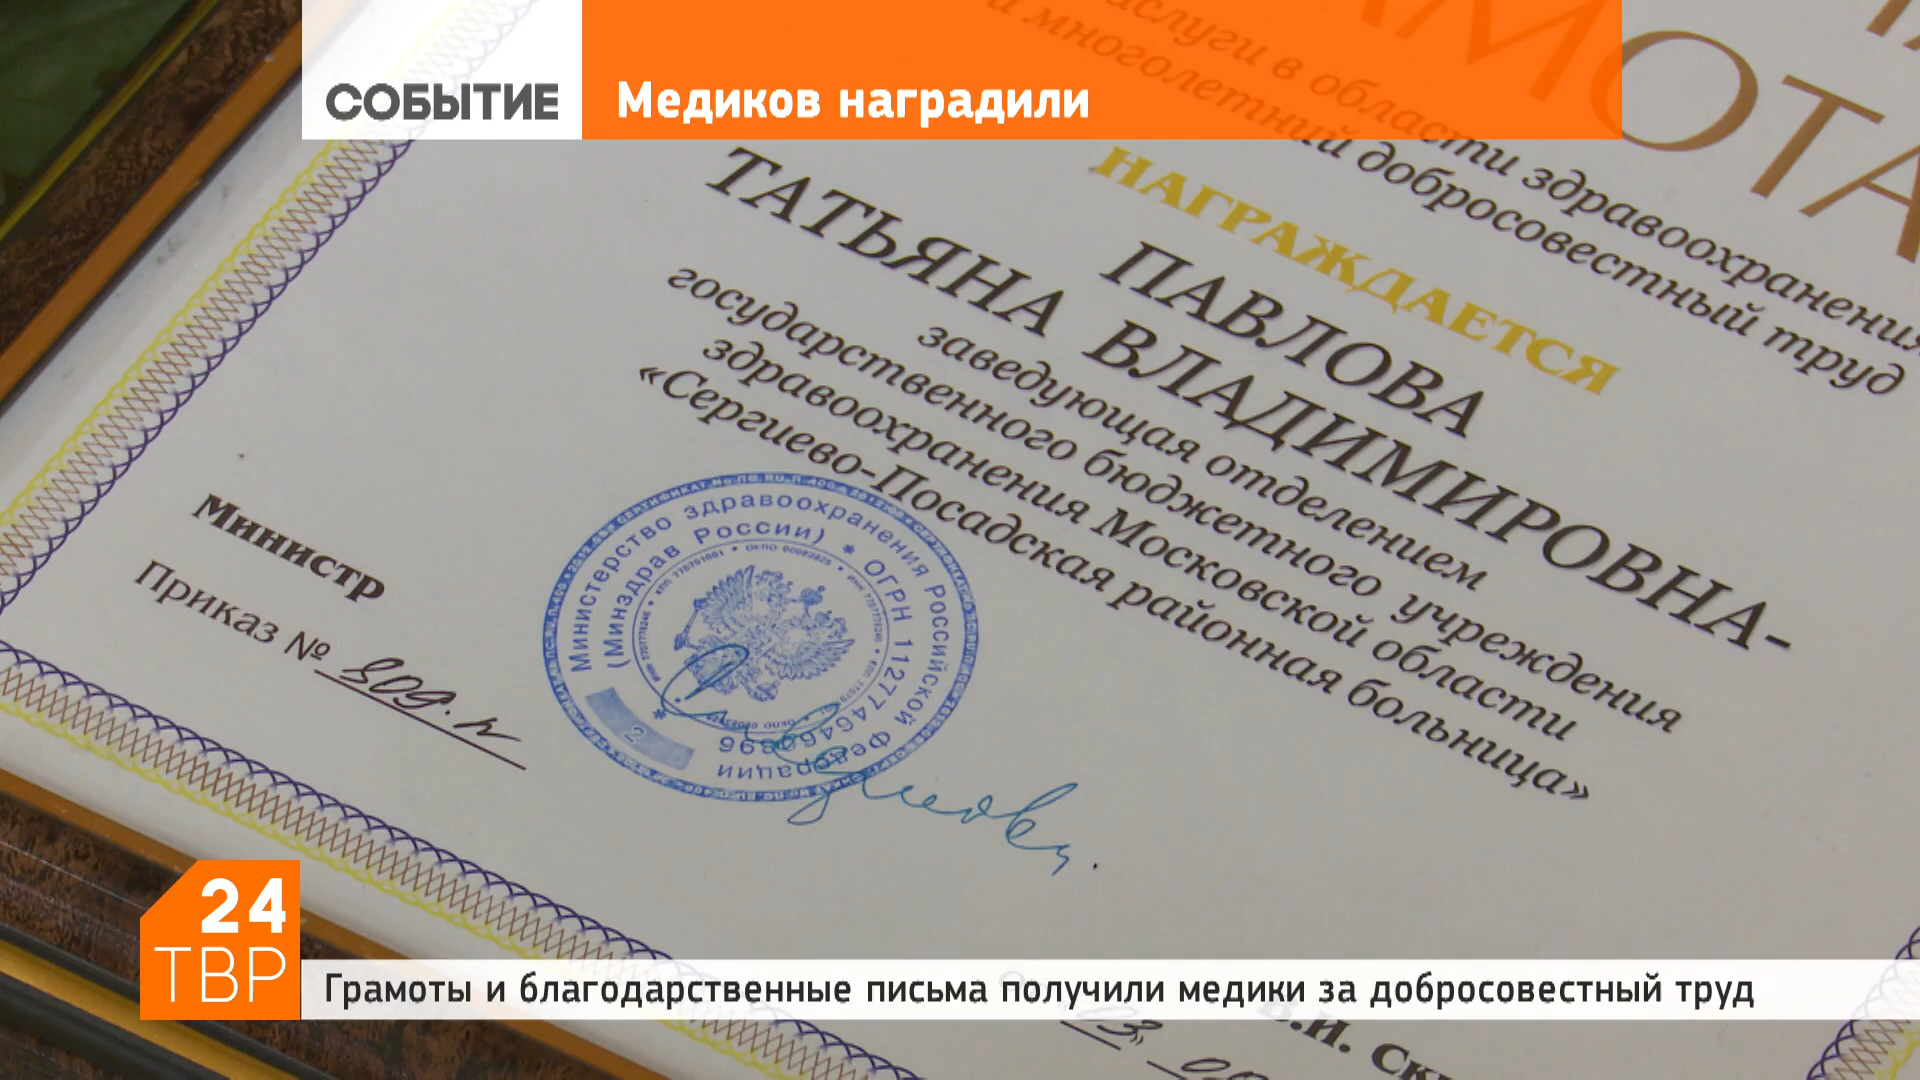 СОБЫТИЕ
Медиков наградили
заслуги в области здравоохранения
и многолетний добросовестный труд
НАГРАЖДАЕТСЯ
ПАВЛОВА
ТАТЬЯНА ВЛАДИМИРОВНА-
заведующая отделением
государственного бюджетного учреждения
здравоохранения Московской области
«Сергиево-Посадская районная больница»
Министр
Приказ № 809.п
Министерство здравоохранения Российской Федерации
(Минздрав России) * ОГРН 1127746460896
2
24
ТВР
Грамоты и благодарственные письма получили медики за добросовестный труд